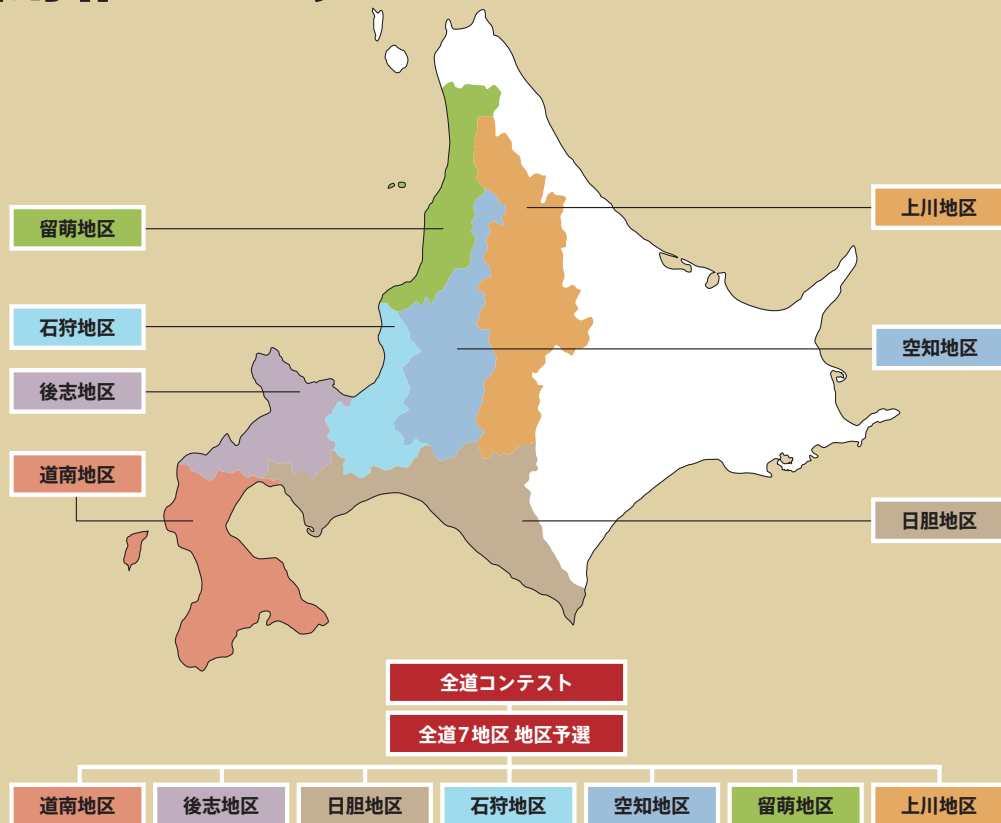 留萌地区
上川地区
石狩地区
空知地区
後志地区
道南地区
日胆地区
全道コンテスト
全道7地区 地区予選
道南地区
後志地区
日胆地区
石狩地区
空知地区
留萌地区
上川地区